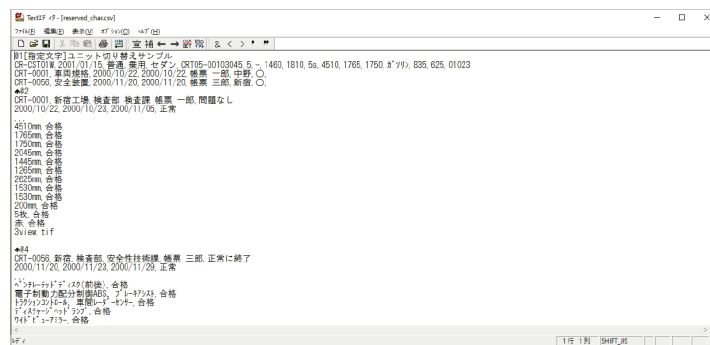 Textｴﾃﾞｨﾀ - [reserved_char.csv]
ﾌｧｲﾙ(F) 編集(E) 表示(V) ｵﾌﾟｼｮﾝ(O) ﾍﾙﾌﾟ(H)
宣 補 ← → & < > ' "
01[指定文字]ユニット切り替えサンプル
CR-CST01W,2001/01/15,普通,乗用,セダン,CRT05-00103045,5,-,1460,1810,5s,4510,1765,1750,ｶﾞｿﾘﾝ,835,625,01023
CRT-0001,車両規格,2000/10/22,2000/10/22,帳票 一郎,中野,○,
CRT-0056,安全装置,2000/11/20,2000/11/20,帳票 三郎,新宿,○,
♠@2
CRT-0001,新宿工場,検査部 検査課 帳票 一郎,問題なし
2000/10/22,2000/10/23,2000/11/05,正常
...
4510mm,合格
1765mm,合格
1750mm,合格
2045mm,合格
1445mm,合格
1265mm,合格
2625mm,合格
1530mm,合格
1530mm,合格
200mm,合格
5枚,合格
赤,合格
3view.tif
♠@4
CRT-0056,新宿,検査部,安全性技術課,帳票 三郎,正常に終了
2000/11/20,2000/11/23,2000/11/29,正常
...
ﾍﾞﾝﾁﾚｰﾃｯﾄﾞﾃﾞｨｽｸ(前後),合格
電子制動力配分制御ABS、ﾌﾞﾚｰｷｱｼｽﾄ,合格
ﾄﾗｸｼｮﾝｺﾝﾄﾛｰﾙ、車間ﾚｰﾀﾞｰｾﾝｻｰ,合格
ﾃﾞｨｽﾁｬｰｼﾞﾍｯﾄﾞﾗﾝﾌﾟ,合格
ﾜｲﾄﾞﾋﾞｭｰｱﾐﾗｰ,合格
ﾚﾃﾞｨ 1行 1列 SHIFT_JIS